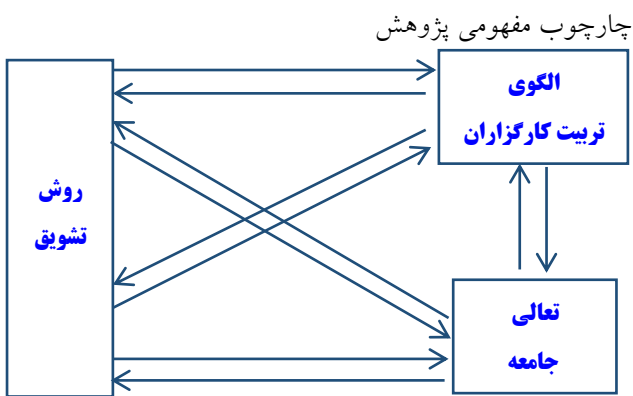 چارچوب مفهومی پژوهش
الگوی
تربیت کارگزاران
روش
تشویق
تعالی
جامعه